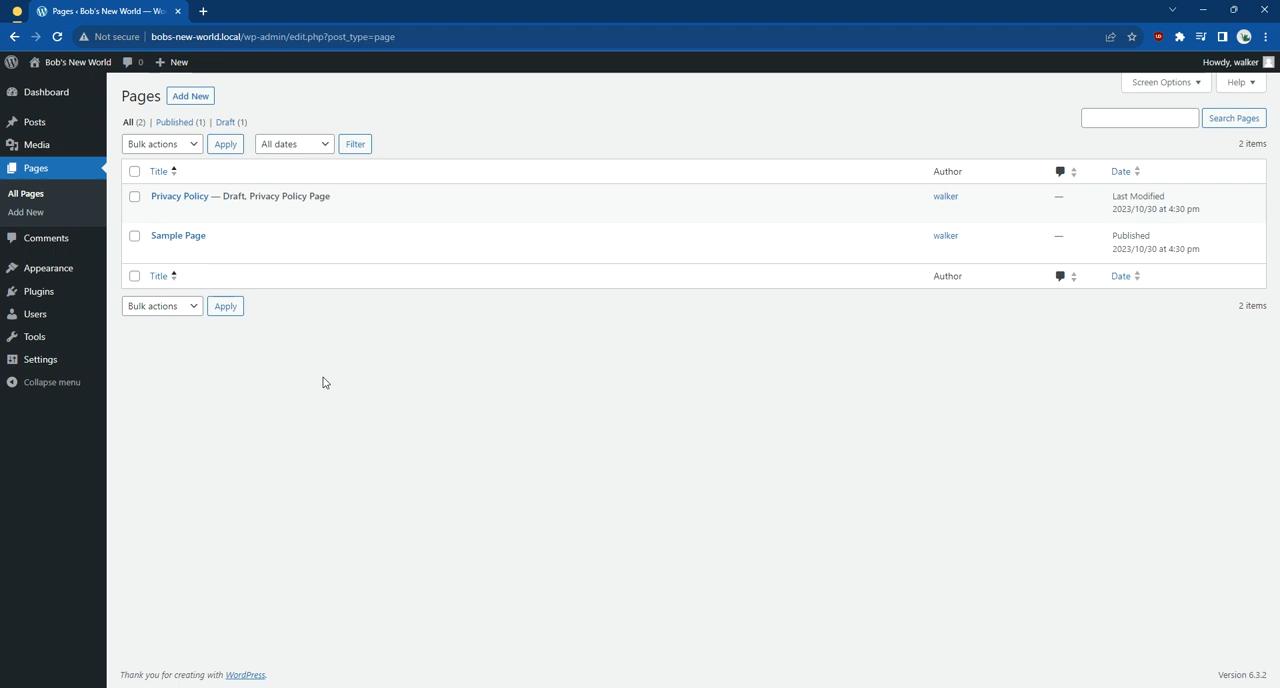 Pages ‹ Bob's New World — Wo
Not secure
bobs-new-world.local/wp-admin/edit.php?post_type=page
Bob's New World
0
New
Howdy, walker
Dashboard
Posts
Media
Pages
All Pages
Add New
Comments
Appearance
Plugins
Users
Tools
Settings
Collapse menu
Screen Options
Help
Pages
Add New
All (2) | Published (1) | Draft (1)
Search Pages
Bulk actions
Apply
All dates
Filter
2 items
Title
Author
Date
Privacy Policy — Draft, Privacy Policy Page
walker
—
Last Modified
2023/10/30 at 4:30 pm
Sample Page
walker
—
Published
2023/10/30 at 4:30 pm
Title
Author
Date
Bulk actions
Apply
2 items
Thank you for creating with WordPress.
Version 6.3.2